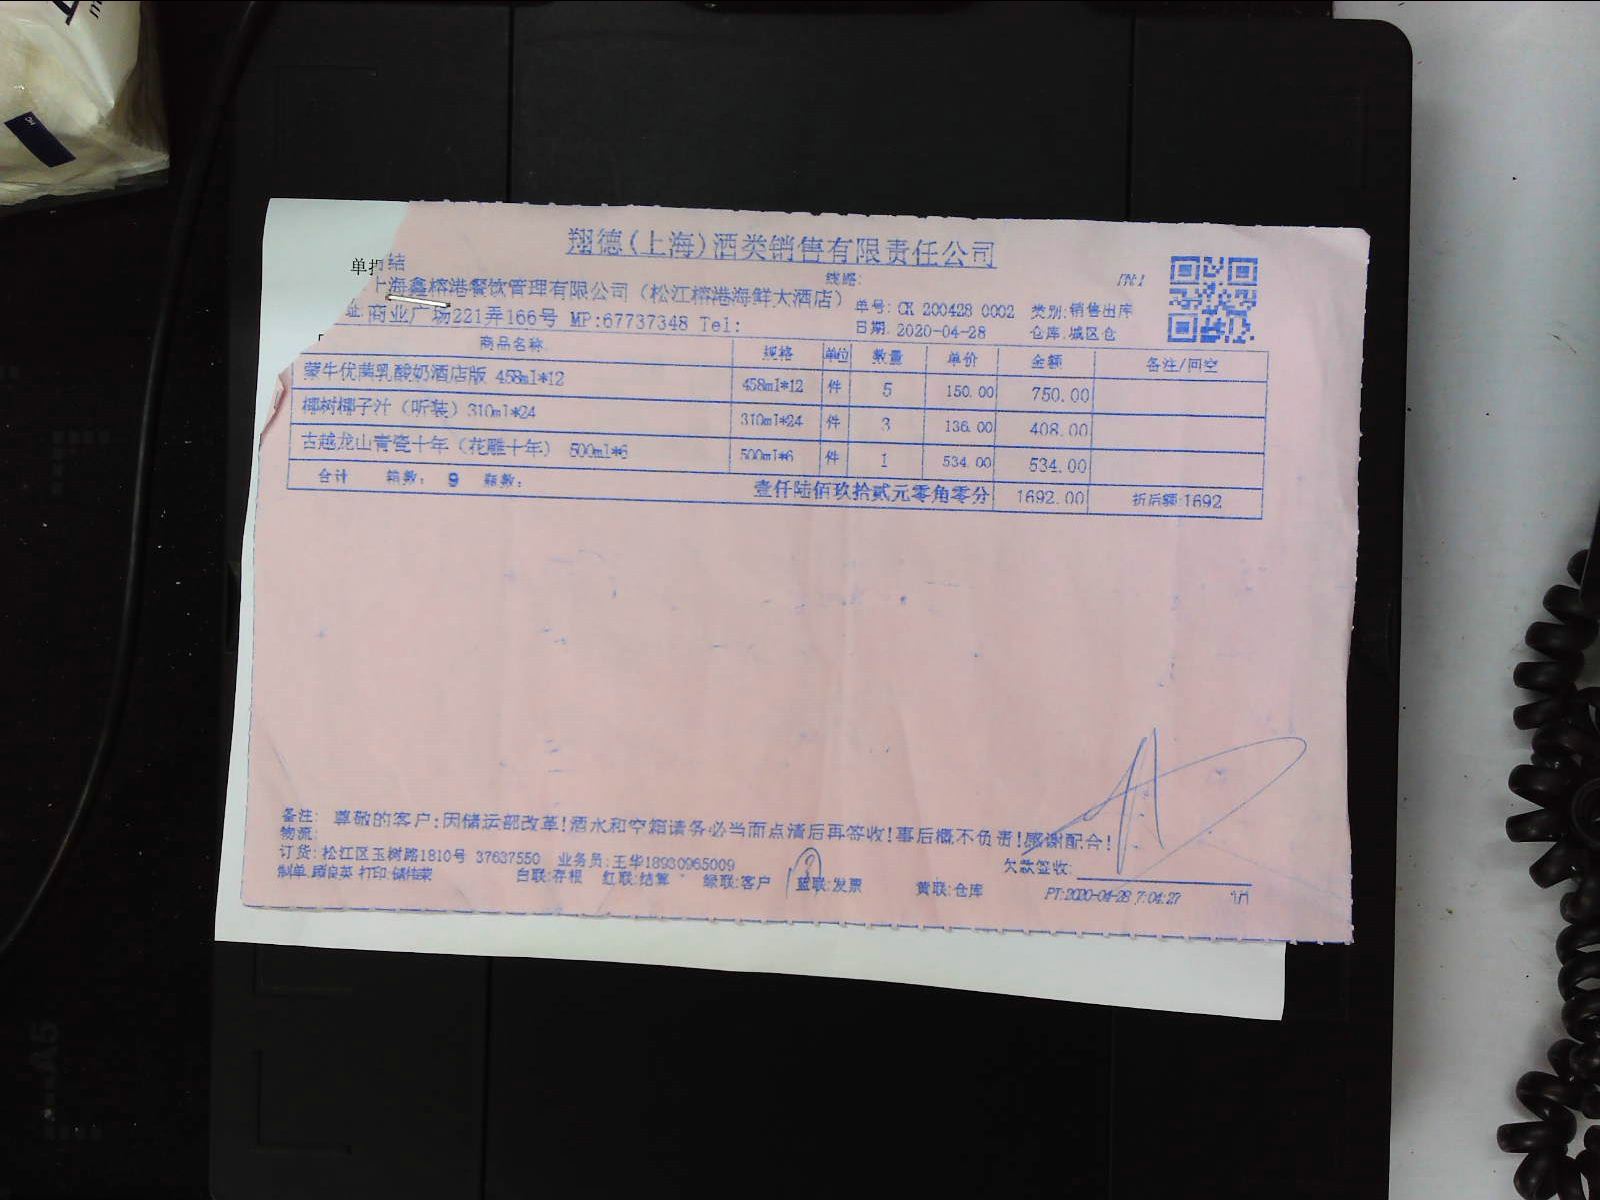 翔德(上海)酒类销售有限责任公司
单据 结
线路:
上海鑫榕港餐饮管理有限公司（松江榕港海鲜大酒店）
单号: CK 200428 0002 类别:销售出库
址:商业广场221弄166号 MP:67737348 Tel:
日期:2020-04-28 仓库:城区仓
商品名称 规格 单位 数量 单价 金额 备注/回空
蒙牛优菌乳酸奶酒店版 458ml*12 458ml*12 件 5 150.00 750.00
椰树椰子汁（听装）310ml*24 310ml*24 件 3 136.00 408.00
古越龙山青瓷十年（花雕十年） 500ml*6 500ml*6 件 1 534.00 534.00
合计 箱数: 9 瓶数: 壹仟陆佰玖拾贰元零角零分 1692.00 折后额:1692
备注: 尊敬的客户:因储运部改革!酒水和空箱请务必当面点清后再签收!事后概不负责!感谢配合!
物流:
订货:松江区玉树路1810号 37637550 业务员:王华18930965009
欠款签收:
制单:顾良英 打印:
白联:存根 红联:结算 绿联:客户 蓝联:发票 黄联:仓库
PT:2020-04-28 7:04:27 1/1